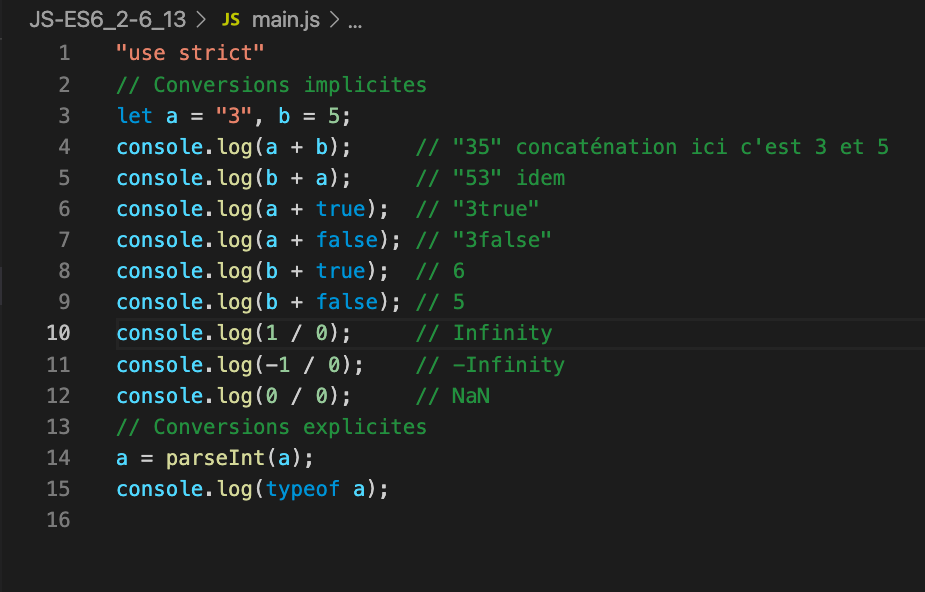 JS-ES6_2-6_13 > JS main.js > ...
1 "use strict"
2 // Conversions implicites
3 let a = "3", b = 5;
4 console.log(a + b); // "35" concaténation ici c'est 3 et 5
5 console.log(b + a); // "53" idem
6 console.log(a + true); // "3true"
7 console.log(a + false); // "3false"
8 console.log(b + true); // 6
9 console.log(b + false); // 5
10 console.log(1 / 0); // Infinity
11 console.log(-1 / 0); // -Infinity
12 console.log(0 / 0); // NaN
13 // Conversions explicites
14 a = parseInt(a);
15 console.log(typeof a);
16